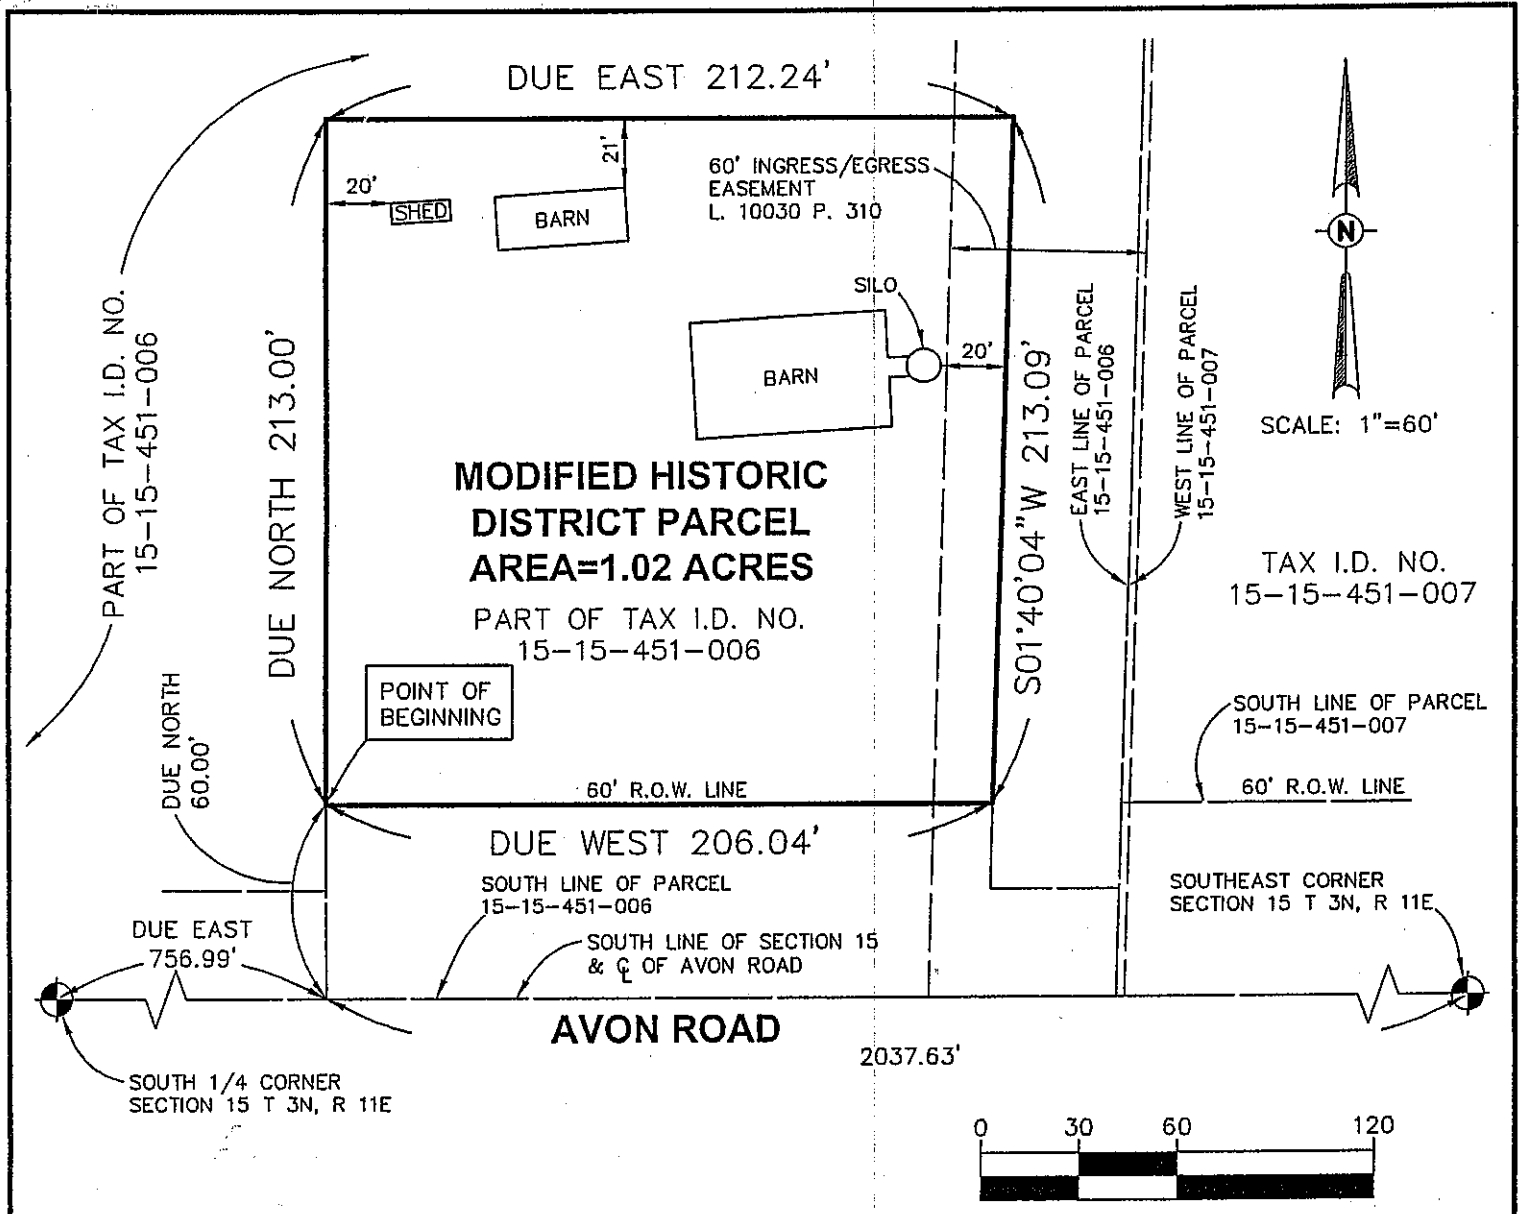 DUE EAST 212.24'
21'
20'
SHED
BARN
60' INGRESS/EGRESS
EASEMENT
L. 10030 P. 310
N
SCALE: 1"=60'
SILO
BARN
20'
PART OF TAX I.D. NO.
15-15-451-006
DUE NORTH 213.00'
S01°40'04"W 213.09'
EAST LINE OF PARCEL
15-15-451-006
WEST LINE OF PARCEL
15-15-451-007
MODIFIED HISTORIC
DISTRICT PARCEL
AREA=1.02 ACRES
PART OF TAX I.D. NO.
15-15-451-006
TAX I.D. NO.
15-15-451-007
POINT OF
BEGINNING
DUE NORTH
60.00'
SOUTH LINE OF PARCEL
15-15-451-007
60' R.O.W. LINE
60' R.O.W. LINE
DUE WEST 206.04'
SOUTH LINE OF PARCEL
15-15-451-006
SOUTHEAST CORNER
SECTION 15 T 3N, R 11E
DUE EAST
756.99'
SOUTH LINE OF SECTION 15
& ℄ OF AVON ROAD
AVON ROAD
2037.63'
SOUTH 1/4 CORNER
SECTION 15 T 3N, R 11E
0 30 60 120